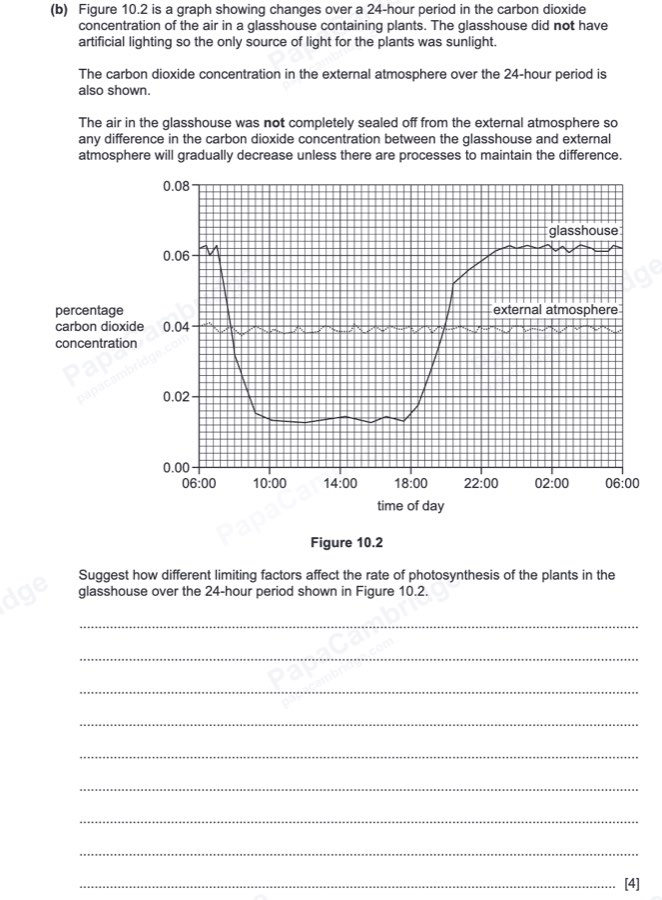 (b) Figure 10.2 is a graph showing changes over a 24-hour period in the carbon dioxide
concentration of the air in a glasshouse containing plants. The glasshouse did not have
artificial lighting so the only source of light for the plants was sunlight.
The carbon dioxide concentration in the external atmosphere over the 24-hour period is
also shown.
The air in the glasshouse was not completely sealed off from the external atmosphere so
any difference in the carbon dioxide concentration between the glasshouse and external
atmosphere will gradually decrease unless there are processes to maintain the difference.
0.08
glasshouse
0.06
percentage
carbon dioxide
concentration
external atmosphere
0.04
0.02
0.00
06:00 10:00 14:00 18:00 22:00 02:00 06:00
time of day
Figure 10.2
Suggest how different limiting factors affect the rate of photosynthesis of the plants in the
glasshouse over the 24-hour period shown in Figure 10.2.
PapaCambridge
papacambridge.com
[4]